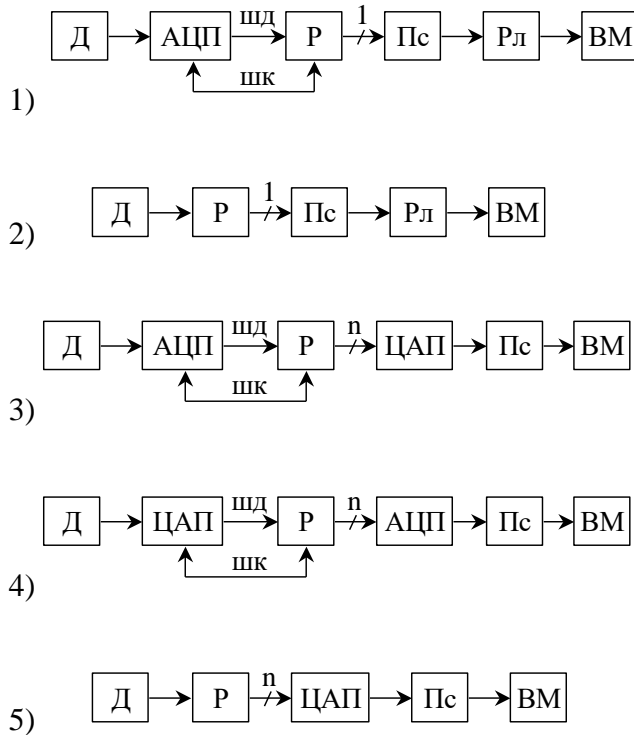 шд 1
Д АЦП Р Пс Рл ВМ
шк
1)
1
Д Р Пс Рл ВМ
2)
шд n
Д АЦП Р ЦАП Пс ВМ
шк
3)
шд n
Д ЦАП Р АЦП Пс ВМ
шк
4)
n
Д Р ЦАП Пс ВМ
5)